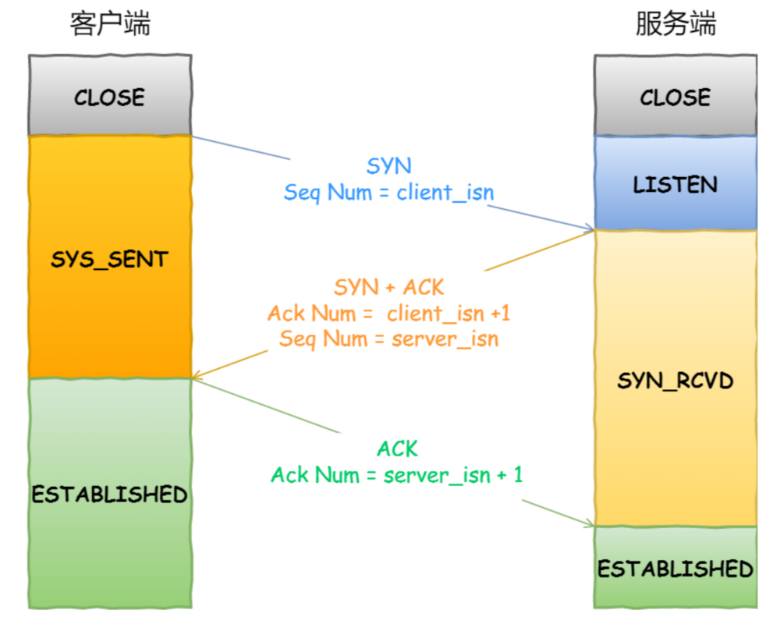 客户端
服务端
CLOSE
CLOSE
SYN
Seq Num = client_isn
LISTEN
SYS_SENT
SYN + ACK
Ack Num =  client_isn +1
Seq Num = server_isn
SYN_RCVD
ACK
Ack Num = server_isn + 1
ESTABLISHED
ESTABLISHED